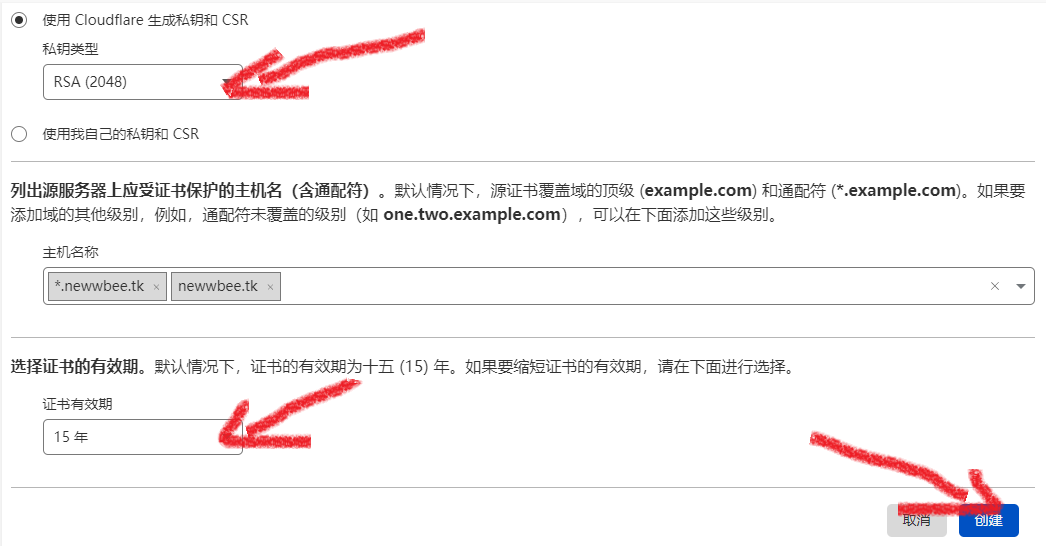 使用 Cloudflare 生成私钥和 CSR
私钥类型
RSA (2048)
使用我自己的私钥和 CSR
列出源服务器上应受证书保护的主机名（含通配符）。默认情况下，源证书覆盖域的顶级 (example.com) 和通配符 (*.example.com)。如果要
添加域的其他级别，例如，通配符未覆盖的级别（如 one.two.example.com），可以在下面添加这些级别。
主机名称
*.newwbee.tk × newwbee.tk ×
选择证书的有效期。默认情况下，证书的有效期为十五 (15) 年。如果要缩短证书的有效期，请在下面进行选择。
证书有效期
15 年
取消 创建